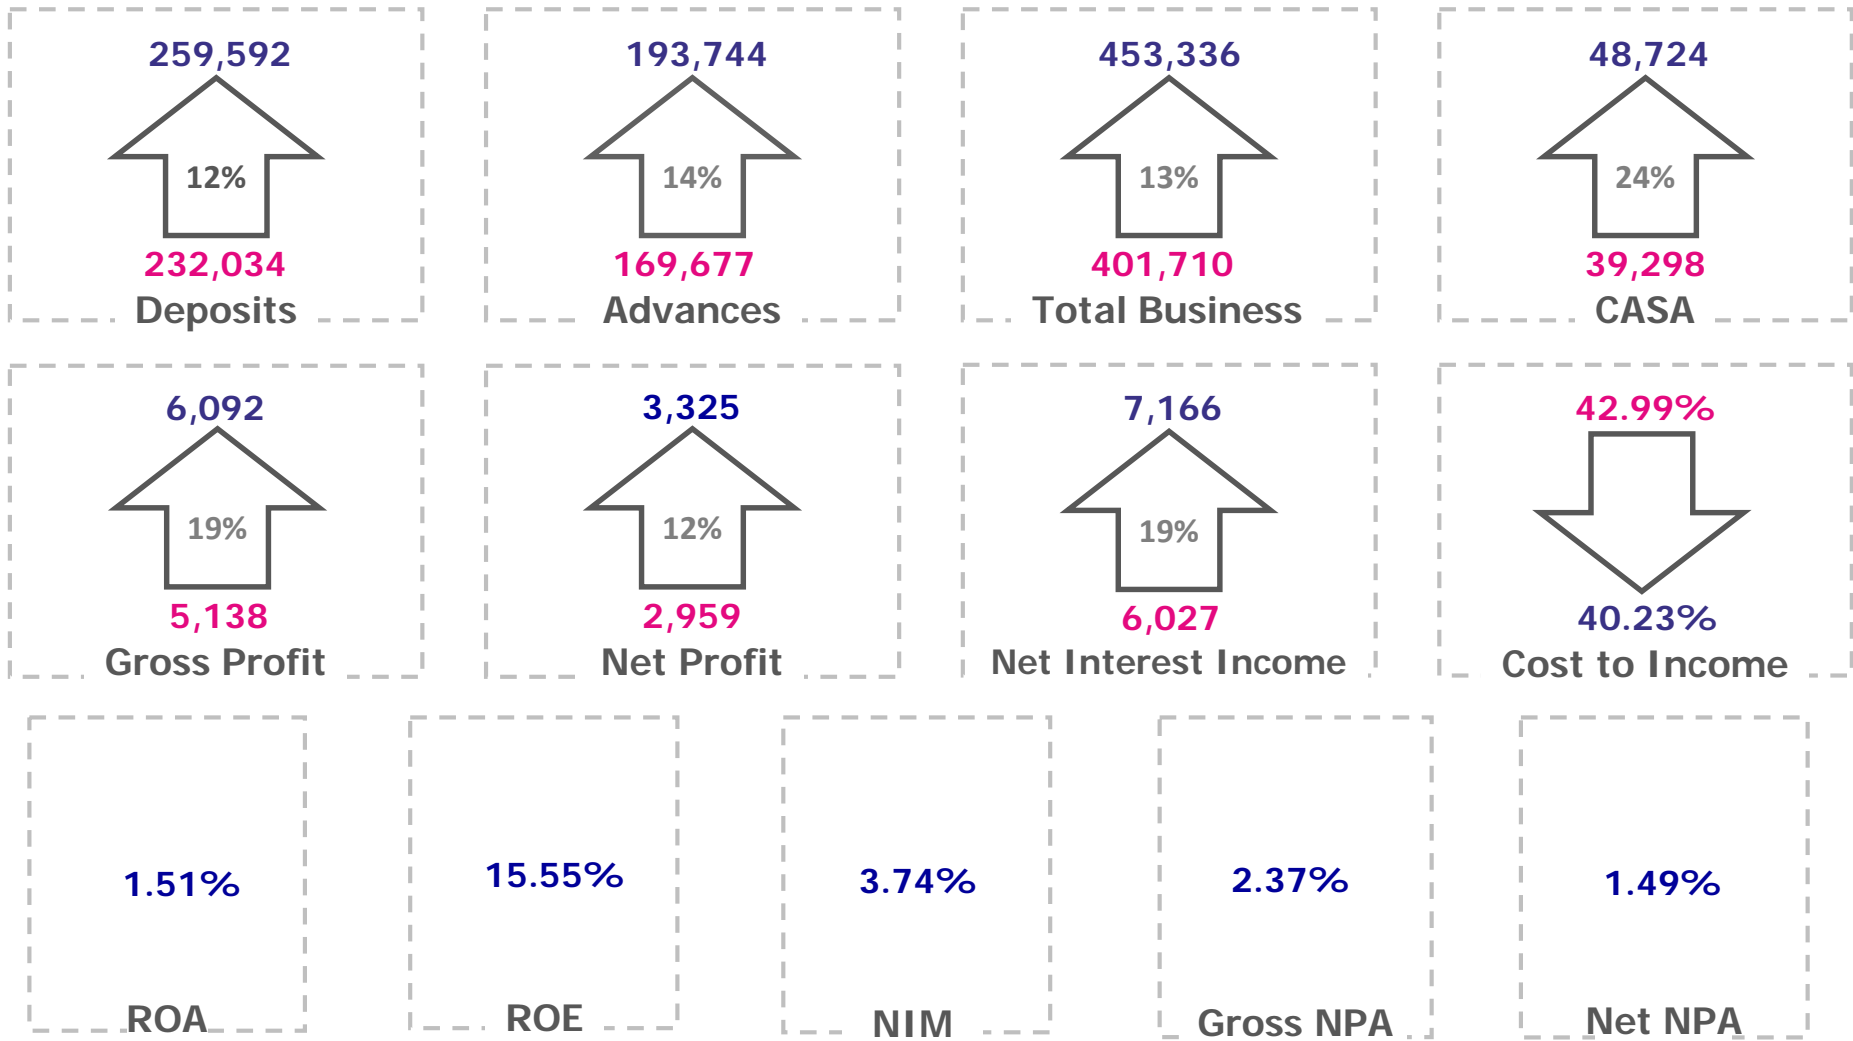 259,592
12%
232,034
Deposits
193,744
14%
169,677
Advances
453,336
13%
401,710
Total Business
48,724
24%
39,298
CASA
6,092
19%
5,138
Gross Profit
3,325
12%
2,959
Net Profit
7,166
19%
6,027
Net Interest Income
42.99%
40.23%
Cost to Income
1.51%
ROA
15.55%
ROE
3.74%
NIM
2.37%
Gross NPA
1.49%
Net NPA